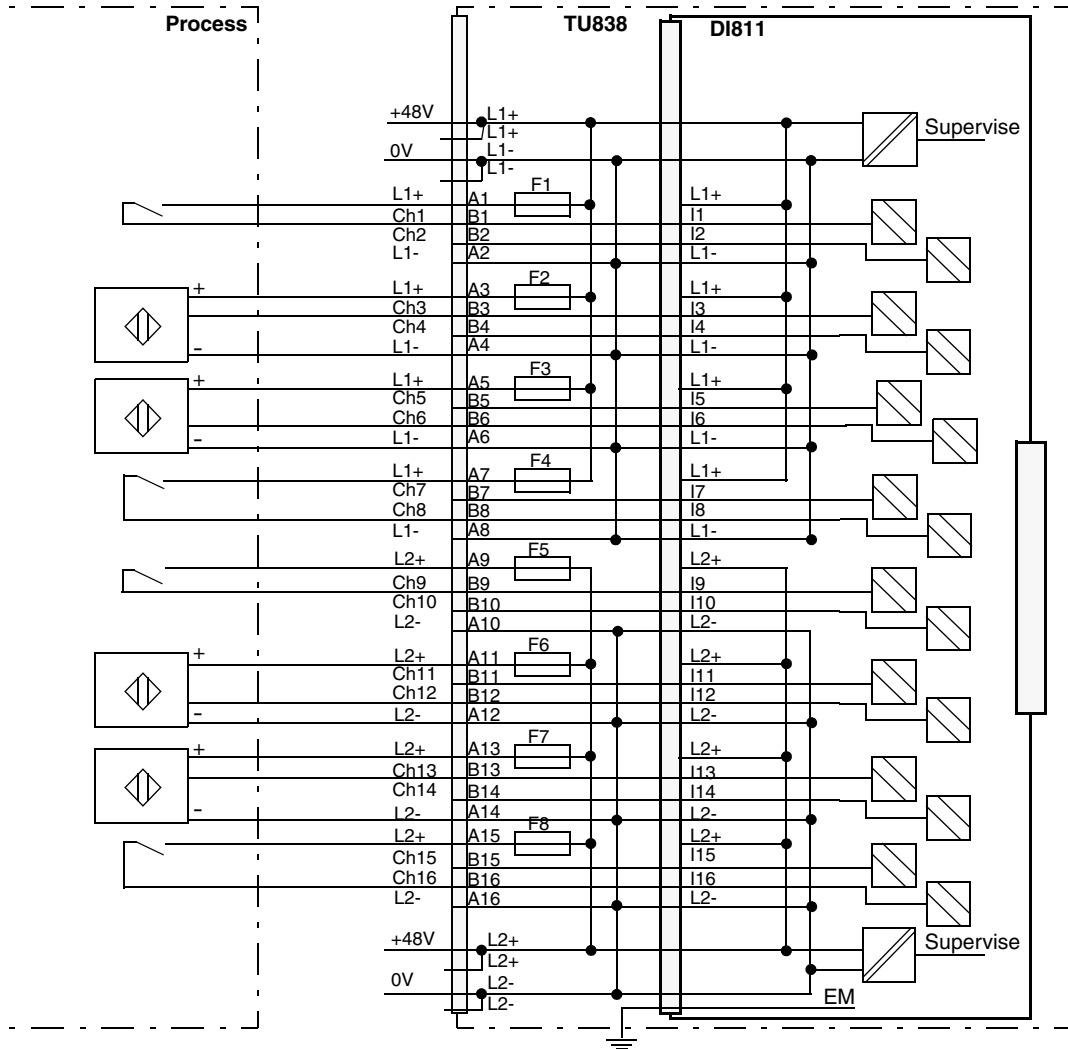 Process TU838 DI811
+48V L1+
L1+ Supervise
0V L1-
L1-
F1
L1+ A1 L1+
Ch1 B1 I1
Ch2 B2 I2
L1- A2 L1-
F2
+ L1+ A3 L1+
Ch3 B3 I3
Ch4 B4 I4
- L1- A4 L1-
F3
+ L1+ A5 L1+
Ch5 B5 I5
Ch6 B6 I6
- L1- A6 L1-
F4
L1+ A7 L1+
Ch7 B7 I7
Ch8 B8 I8
L1- A8 L1-
F5
L2+ A9 L2+
Ch9 B9 I9
Ch10 B10 I10
L2- A10 L2-
F6
+ L2+ A11 L2+
Ch11 B11 I11
Ch12 B12 I12
- L2- A12 L2-
F7
+ L2+ A13 L2+
Ch13 B13 I13
Ch14 B14 I14
- L2- A14 L2-
F8
L2+ A15 L2+
Ch15 B15 I15
Ch16 B16 I16
L2- A16 L2-
+48V L2+ Supervise
L2+
0V L2-
L2- EM